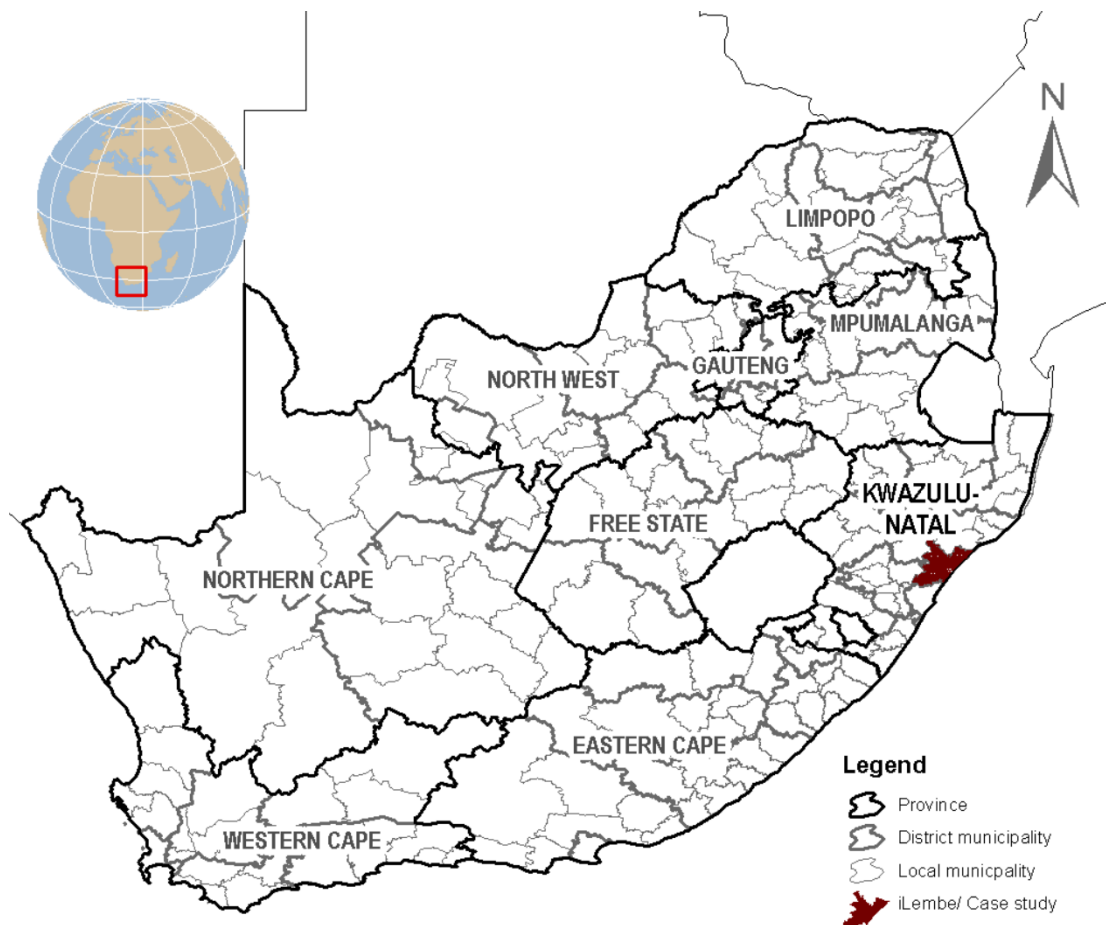 N
LIMPOPO
MPUMALANGA
GAUTENG
NORTH WEST
KWAZULU-
NATAL
FREE STATE
NORTHERN CAPE
EASTERN CAPE
WESTERN CAPE
Legend
Province
District municipality
Local municpality
iLembe/ Case study